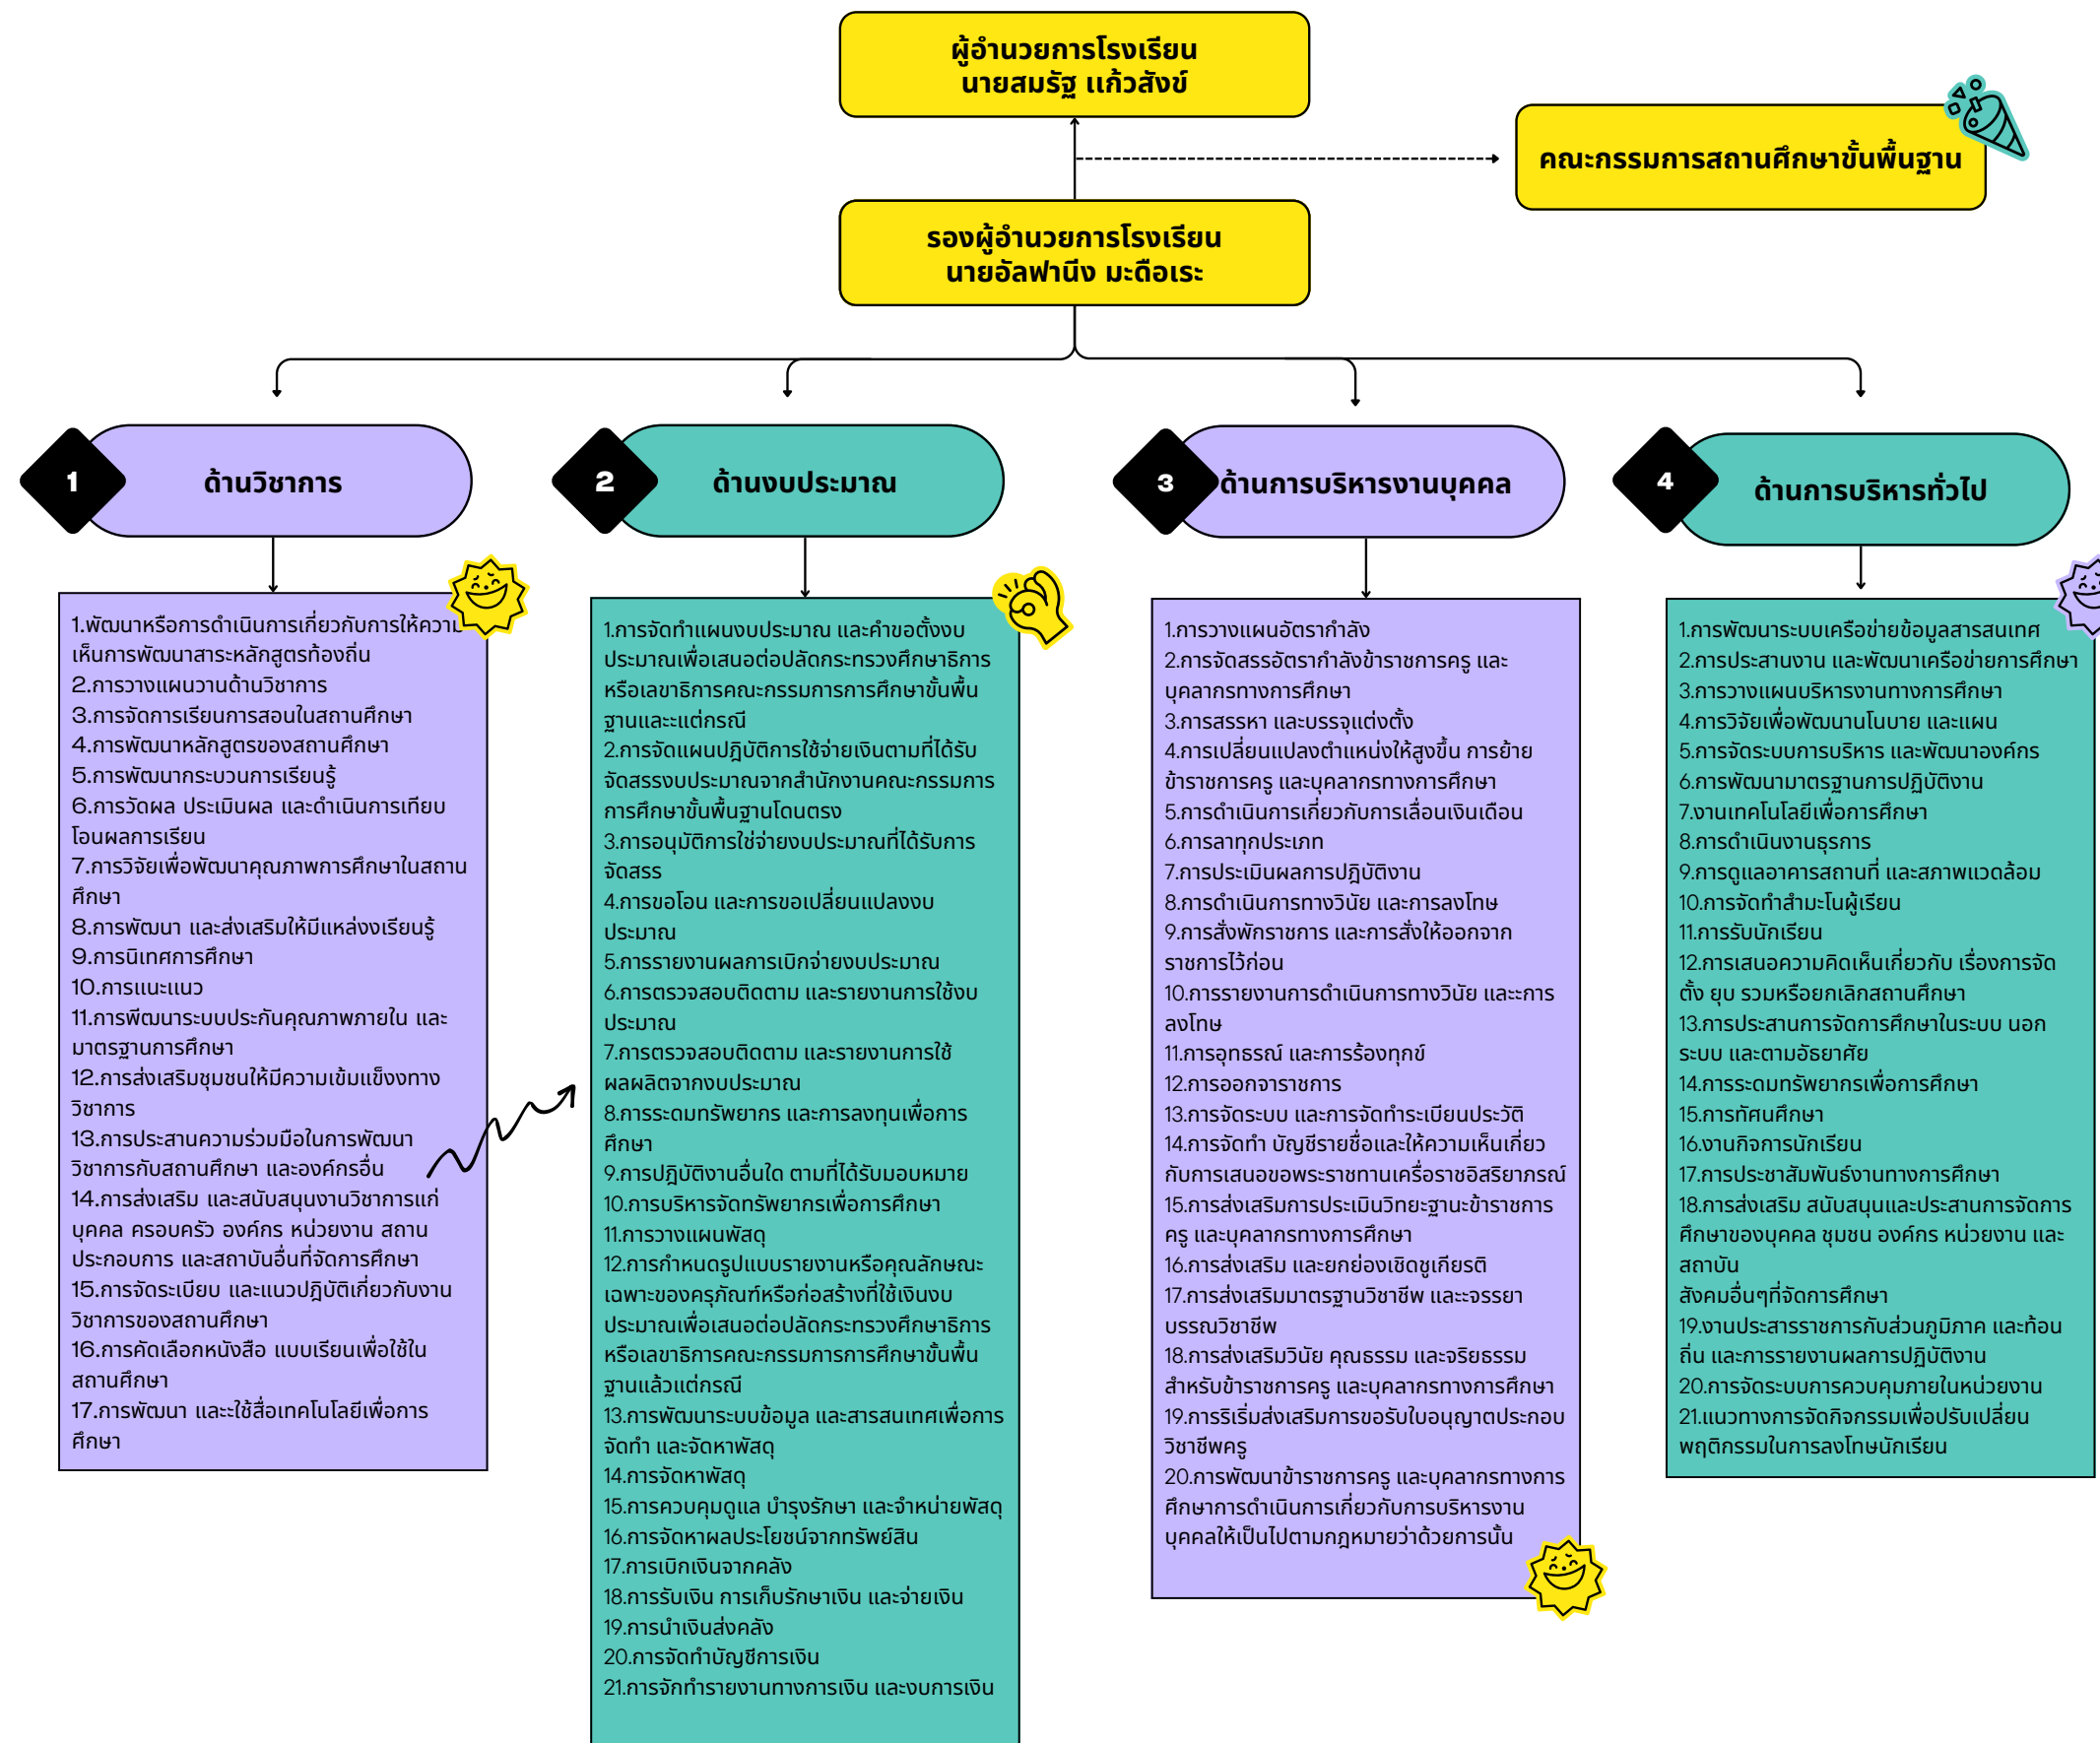 ผู้อำนวยการโรงเรียน
นายสมรัฐ แก้วสังข์
คณะกรรมการสถานศึกษาขั้นพื้นฐาน
รองผู้อำนวยการโรงเรียน
นายอัลฟานีง มะดือเระ
1
ด้านวิชาการ
1.พัฒนาหรือการดำเนินการเกี่ยวกับการให้ความ
เห็นการพัฒนาสาระหลักสูตรท้องถิ่น
2.การวางแผนวานด้านวิชาการ
3.การจัดการเรียนการสอนในสถานศึกษา
4.การพัฒนาหลักสูตรของสถานศึกษา
5.การพัฒนากระบวนการเรียนรู้
6.การวัดผล ประเมินผล และดำเนินการเทียบ
โอนผลการเรียน
7.การวิจัยเพื่อพัฒนาคุณภาพการศึกษาในสถาน
ศึกษา
8.การพัฒนา และส่งเสริมให้มีแหล่งงเรียนรู้
9.การนิเทศการศึกษา
10.การแนะแนว
11.การพีฒนาระบบประกันคุณภาพภายใน และ
มาตรฐานการศึกษา
12.การส่งเสริมชุมชนให้มีความเข้มแข็งงทาง
วิชาการ
13.การประสานความร่วมมือในการพัฒนา
วิชาการกับสถานศึกษา และองค์กรอื่น
14.การส่งเสริม และสนับสนุนงานวิชาการแก่
บุคคล ครอบครัว องค์กร หน่วยงาน สถาน
ประกอบการ และสถาบันอื่นที่จัดการศึกษา
15.การจัดระเบียบ และแนวปฎิบัติเกี่ยวกับงาน
วิชาการของสถานศึกษา
16.การคัดเลือกหนังสือ แบบเรียนเพื่อใช้ใน
สถานศึกษา
17.การพัฒนา และะใช้สื่อเทคโนโลยีเพื่อการ
ศึกษา
2
ด้านงบประมาณ
1.การจัดทำแผนงบประมาณ และคำขอตั้งงบ
ประมาณเพื่อเสนอต่อปลัดกระทรวงศึกษาธิการ
หรือเลขาธิการคณะกรรมการการศึกษาขั้นพื้น
ฐานและะแต่กรณี
2.การจัดแผนปฎิบัติการใช้จ่ายเงินตามที่ได้รับ
จัดสรรงบประมาณจากสำนักงานคณะกรรมการ
การศึกษาขั้นพื้นฐานโดนตรง
3.การอนุมัติการใช่จ่ายงบประมาณที่ได้รับการ
จัดสรร
4.การขอโอน และการขอเปลี่ยนแปลงงบ
ประมาณ
5.การรายงานผลการเบิกจ่ายงบประมาณ
6.การตรวจสอบติดตาม และรายงานการใช้งบ
ประมาณ
7.การตรวจสอบติดตาม และรายงานการใช้
ผลผลิตจากงบประมาณ
8.การระดมทรัพยากร และการลงทุนเพื่อการ
ศึกษา
9.การปฎิบัติงานอื่นใด ตามที่ได้รับมอบหมาย
10.การบริหารจัดทรัพยากรเพื่อการศึกษา
11.การวางแผนพัสดุ
12.การกำหนดรูปแบบรายงานหรือคุณลักษณะ
เฉพาะของครุภัณฑ์หรือก่อสร้างที่ใช้เงินงบ
ประมาณเพื่อเสนอต่อปลัดกระทรวงศึกษาธิการ
หรือเลขาธิการคณะกรรมการการศึกษาขั้นพื้น
ฐานแล้วแต่กรณี
13.การพัฒนาระบบข้อมูล และสารสนเทศเพื่อการ
จัดทำ และจัดหาพัสดุ
14.การจัดหาพัสดุ
15.การควบคุมดูแล บำรุงรักษา และจำหน่ายพัสดุ
16.การจัดหาผลประโยชน์จากทรัพย์สิน
17.การเบิกเงินจากคลัง
18.การรับเงิน การเก็บรักษาเงิน และจ่ายเงิน
19.การนำเงินส่งคลัง
20.การจัดทำบัญชีการเงิน
21.การจักทำรายงานทางการเงิน และงบการเงิน
3
ด้านการบริหารงานบุคคล
1.การวางแผนอัตรากำลัง
2.การจัดสรรอัตรากำลังข้าราชการครู และ
บุคลากรทางการศึกษา
3.การสรรหา และบรรจุแต่งตั้ง
4.การเปลี่ยนแปลงตำแหน่งให้สูงขึ้น การย้าย
ข้าราชการครู และบุคลากรทางการศึกษา
5.การดำเนินการเกี่ยวกับการเลื่อนเงินเดือน
6.การลาทุกประเภท
7.การประเมินผลการปฎิบัติงาน
8.การดำเนินการทางวินัย และการลงโทษ
9.การสั่งพักราชการ และการสั่งให้ออกจาก
ราชการไว้ก่อน
10.การรายงานการดำเนินการทางวินัย และะการ
ลงโทษ
11.การอุทธรณ์ และการร้องทุกข์
12.การออกจาราชการ
13.การจัดระบบ และการจัดทำระเบียนประวัติ
14.การจัดทำ บัญชีรายชื่อและให้ความเห็นเกี่ยว
กับการเสนอขอพระราชทานเครื่อราชอิสริยาภรณ์
15.การส่งเสริมการประเมินวิทยะฐานะข้าราชการ
ครู และบุคลากรทางการศึกษา
16.การส่งเสริม และยกย่องเชิดชูเกียรติ
17.การส่งเสริมมาตรฐานวิชาชีพ และะจรรยา
บรรณวิชาชีพ
18.การส่งเสริมวินัย คุณธรรม และจริยธรรม
สำหรับข้าราชการครู และบุคลากรทางการศึกษา
19.การริเริ่มส่งเสริมการขอรับใบอนุญาตประกอบ
วิชาชีพครู
20.การพัฒนาข้าราชการครู และบุคลากรทางการ
ศึกษาการดำเนินการเกี่ยวกับการบริหารงาน
บุคคลให้เป็นไปตามกฎหมายว่าด้วยการนั้น
4
ด้านการบริหารทั่วไป
1.การพัฒนาระบบเครือข่ายข้อมูลสารสนเทศ
2.การประสานงาน และพัฒนาเครือข่ายการศึกษา
3.การวางแผนบริหารงานทางการศึกษา
4.การวิจัยเพื่อพัฒนานโนบาย และแผน
5.การจัดระบบการบริหาร และพัฒนาองค์กร
6.การพัฒนามาตรฐานการปฏิบัติงาน
7.งานเทคโนโลยีเพื่อการศึกษา
8.การดำเนินงานธุรการ
9.การดูแลอาคารสถานที่ และสภาพแวดล้อม
10.การจัดทำสำมะโนผู้เรียน
11.การรับนักเรียน
12.การเสนอความคิดเห็นเกี่ยวกับ เรื่องการจัด
ตั้ง ยุบ รวมหรือยกเลิกสถานศึกษา
13.การประสานการจัดการศึกษาในระบบ นอก
ระบบ และตามอัธยาศัย
14.การระดมทรัพยากรเพื่อการศึกษา
15.การทัศนศึกษา
16.งานกิจการนักเรียน
17.การประชาสัมพันธ์งานทางการศึกษา
18.การส่งเสริม สนับสนุนและประสานการจัดการ
ศึกษาของบุคคล ชุมชน องค์กร หน่วยงาน และ
สถาบัน
สังคมอื่นๆที่จัดการศึกษา
19.งานประสารราชการกับส่วนภูมิภาค และท้อน
ถิ่น และการรายงานผลการปฏิบัติงาน
20.การจัดระบบการควบคุมภายในหน่วยงาน
21.แนวทางการจัดกิจกรรมเพื่อปรับเปลี่ยน
พฤติกรรมในการลงโทษนักเรียน